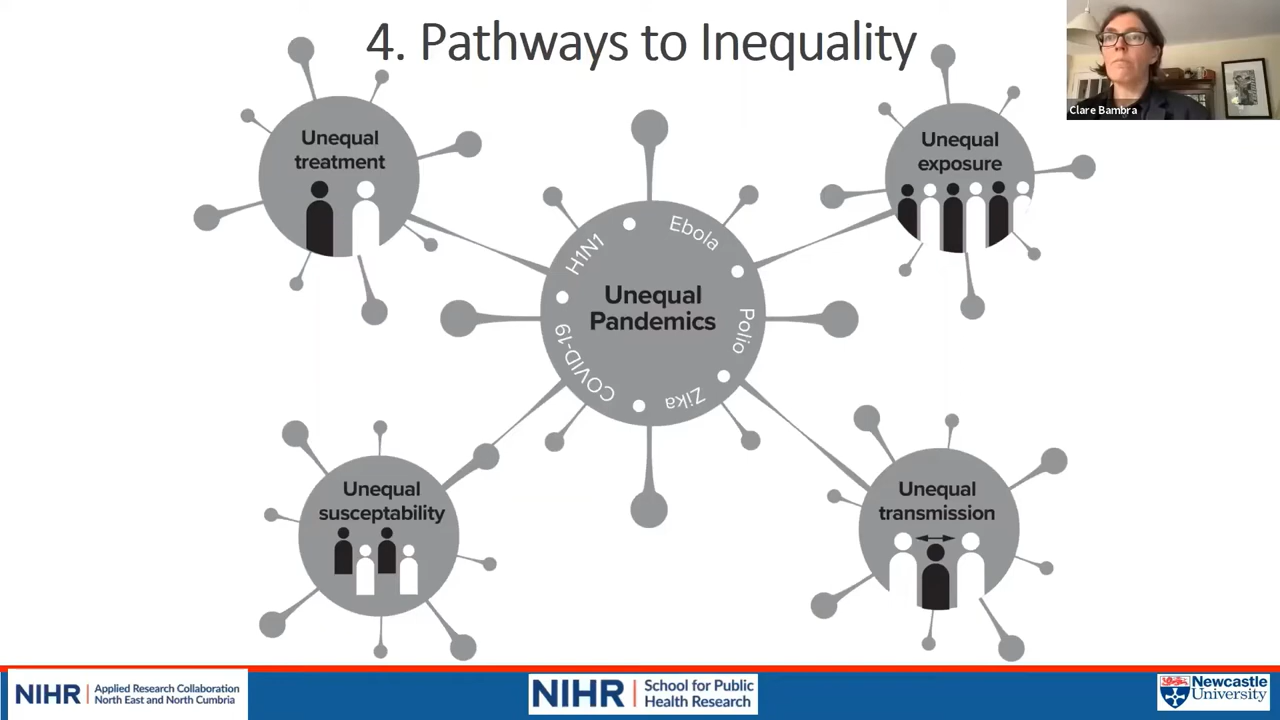 4. Pathways to Inequality
Clare Bambra
Unequal
treatment
Unequal
exposure
H1N1
Ebola
Polio
Zika
COVID-19
Unequal
Pandemics
Unequal
susceptability
Unequal
transmission
NIHR
Applied Research Collaboration
North East and North Cumbria
NIHR
School for Public
Health Research
Newcastle
University